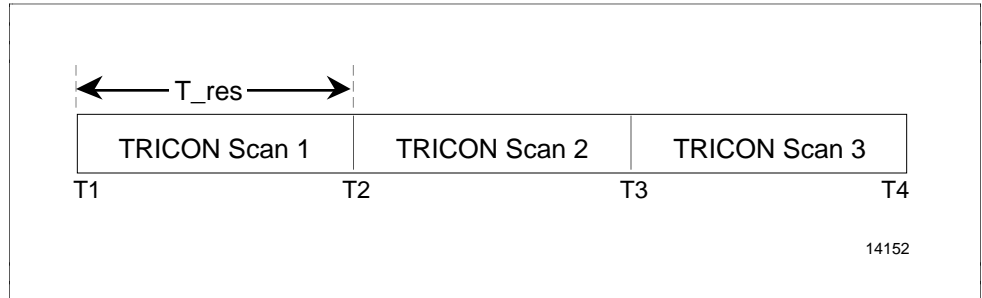 T_res
TRICON Scan 1 TRICON Scan 2 TRICON Scan 3
T1 T2 T3 T4
14152